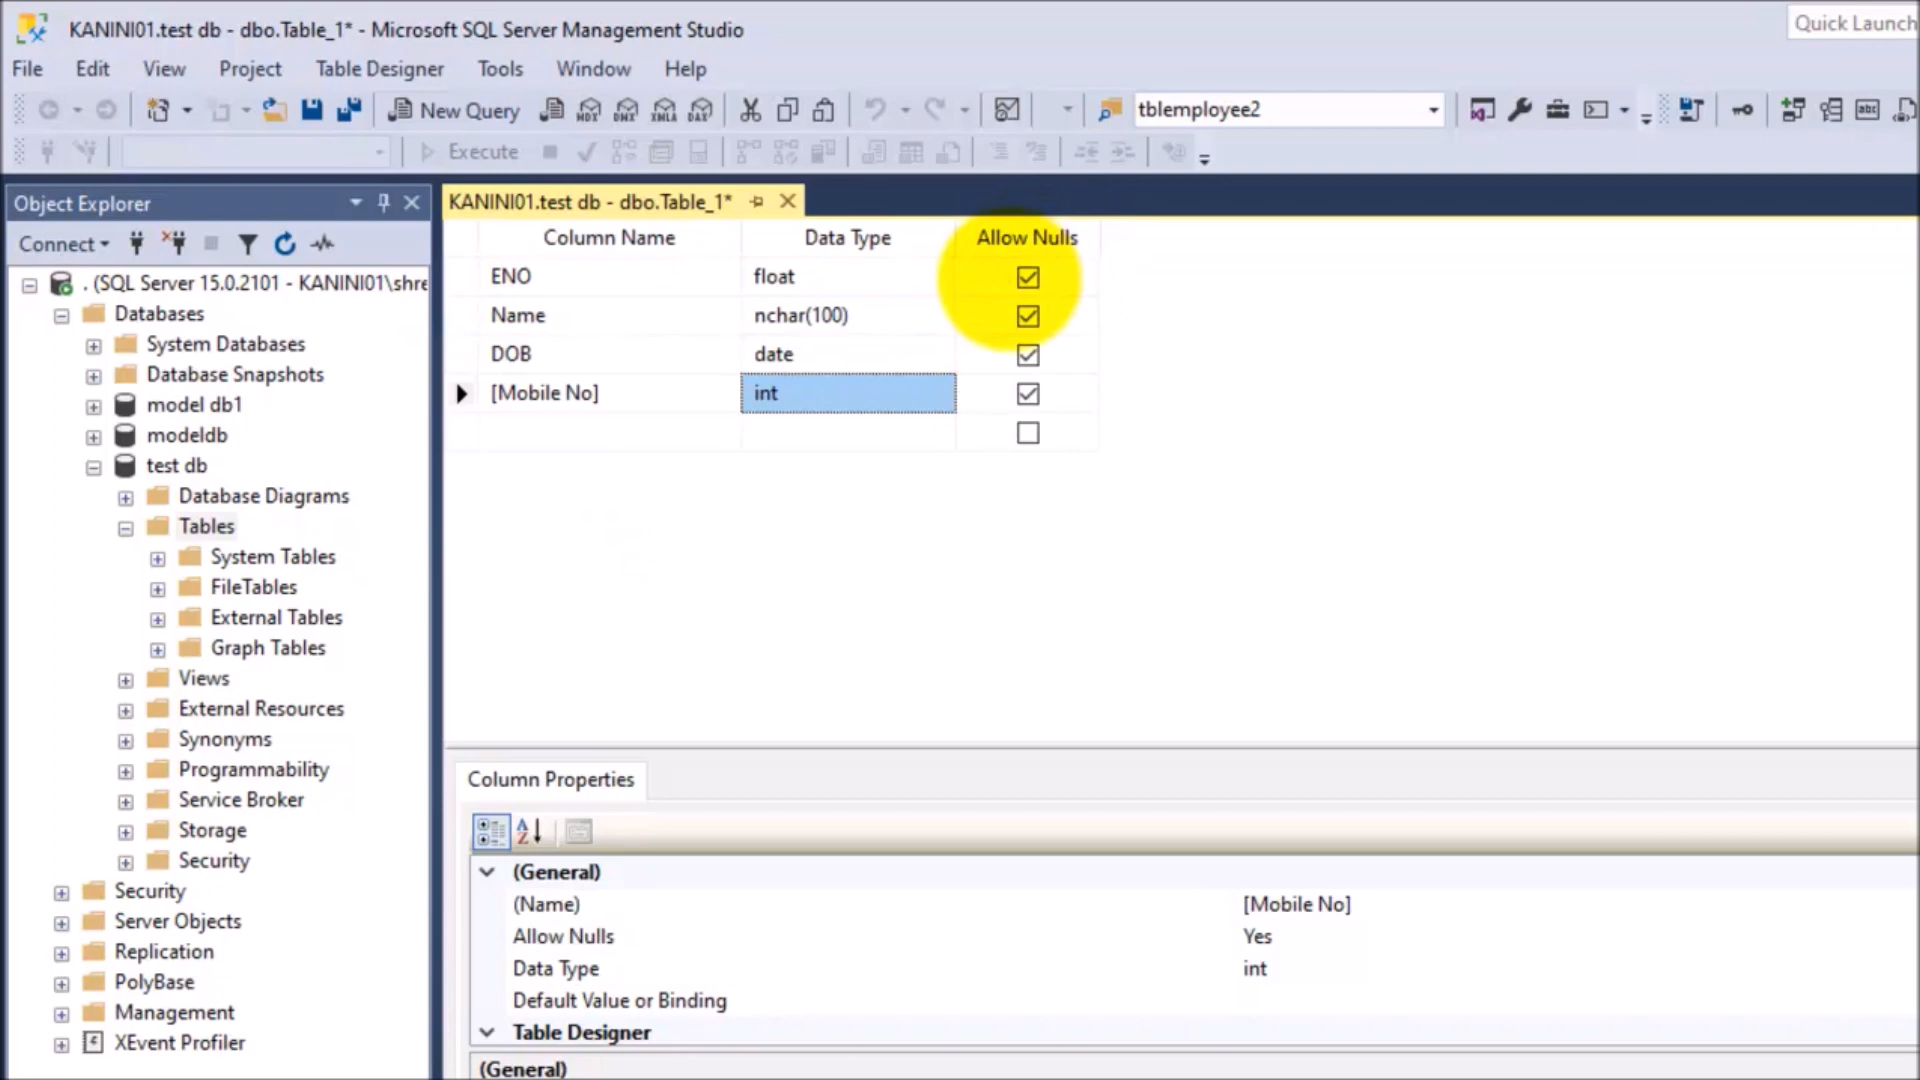 KANINI01.test db - dbo.Table_1* - Microsoft SQL Server Management Studio
Quick Launch
File Edit View Project Table Designer Tools Window Help
New Query MDX DMX XMLA DAX tblemployee2 abc
Execute
Object Explorer
KANINI01.test db - dbo.Table_1*
Connect
Column Name Data Type Allow Nulls
ENO float
Name nchar(100)
DOB date
[Mobile No] int
. (SQL Server 15.0.2101 - KANINI01\shre
Databases
System Databases
Database Snapshots
model db1
modeldb
test db
Database Diagrams
Tables
System Tables
FileTables
External Tables
Graph Tables
Views
External Resources
Synonyms
Programmability
Service Broker
Storage
Security
Security
Server Objects
Replication
PolyBase
Management
XEvent Profiler
Column Properties
(General)
(Name) [Mobile No]
Allow Nulls Yes
Data Type int
Default Value or Binding
Table Designer
(General)